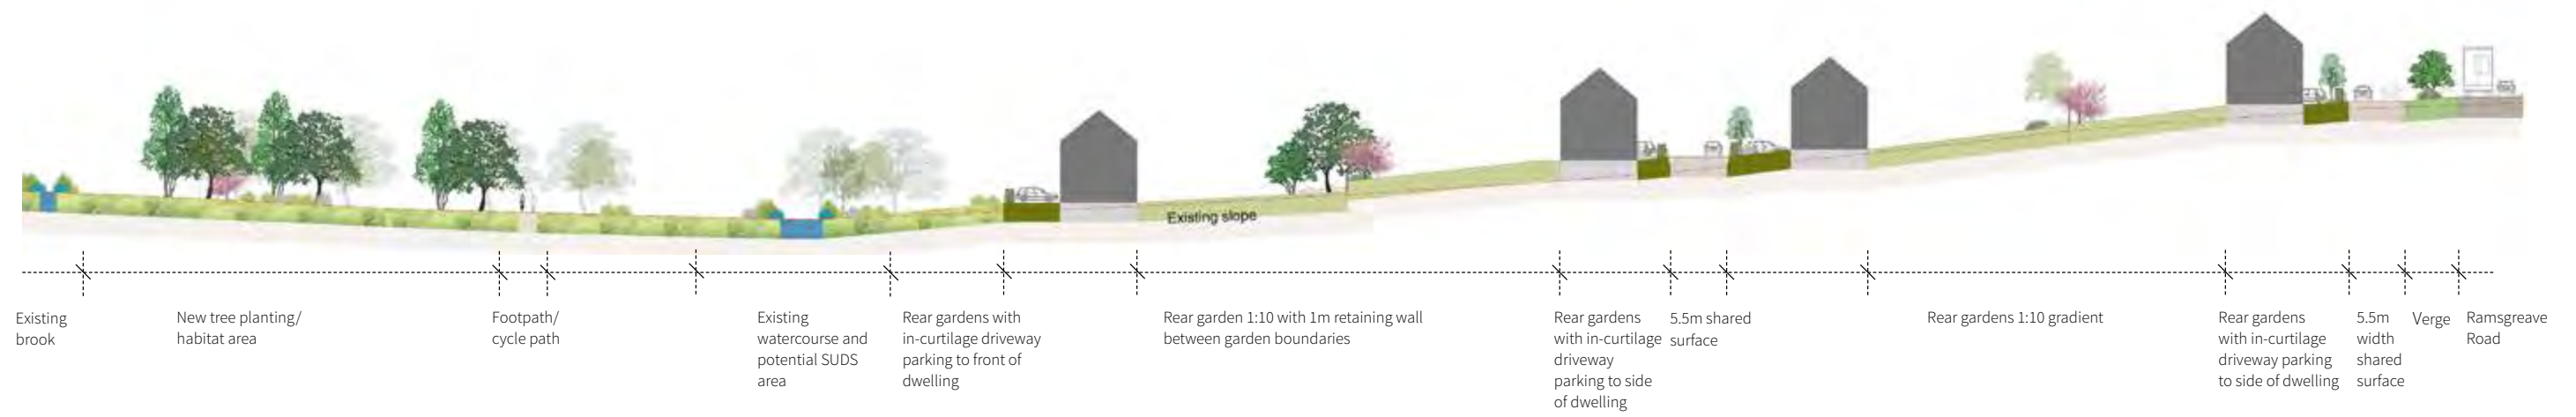 Existing slope
Existing
brook
New tree planting/
habitat area
Footpath/
cycle path
Existing
watercourse and
potential SUDS
area
Rear gardens with
in-curtilage driveway
parking to front of
dwelling
Rear garden 1:10 with 1m retaining wall
between garden boundaries
Rear gardens
with in-curtilage
driveway
parking to side
of dwelling
5.5m shared
surface
Rear gardens 1:10 gradient
Rear gardens
with in-curtilage
driveway parking
to side of dwelling
5.5m
width
shared
surface
Verge
Ramsgreave
Road